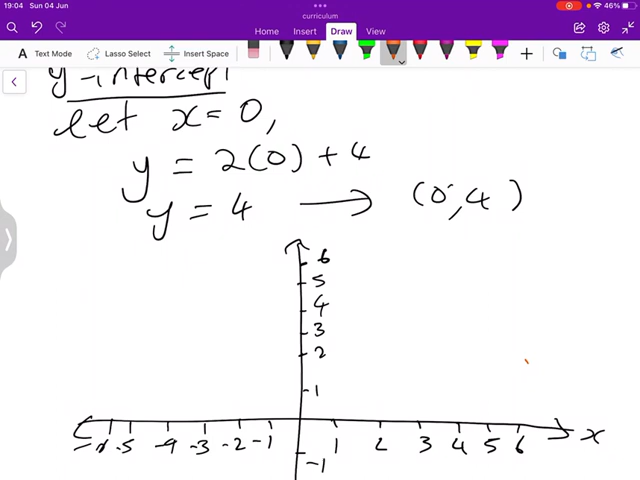 19:04 Sun 04 Jun
46%
curriculum
Home Insert Draw View
A Text Mode Lasso Select Insert Space
y-intercept
let x = 0,
y = 2(0) + 4
y = 4 → (0, 4)
6
5
4
3
2
1
-5 -4 -3 -2 -1 1 2 3 4 5 6 x
-1